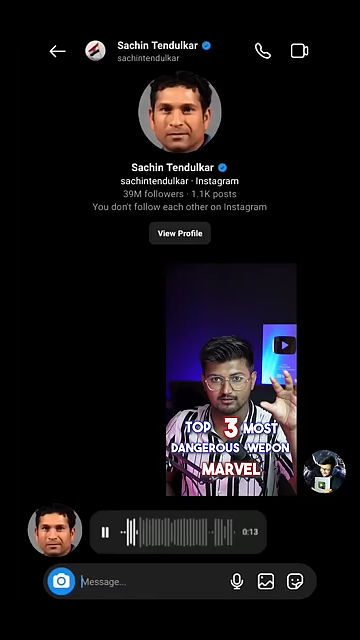 Sachin Tendulkar
sachintendulkar
Sachin Tendulkar
sachintendulkar · Instagram
39M followers · 1.1K posts
You don't follow each other on Instagram
View Profile
TOP 3 MOST
DANGEROUS WEPON
MARVEL
0:13
Message...